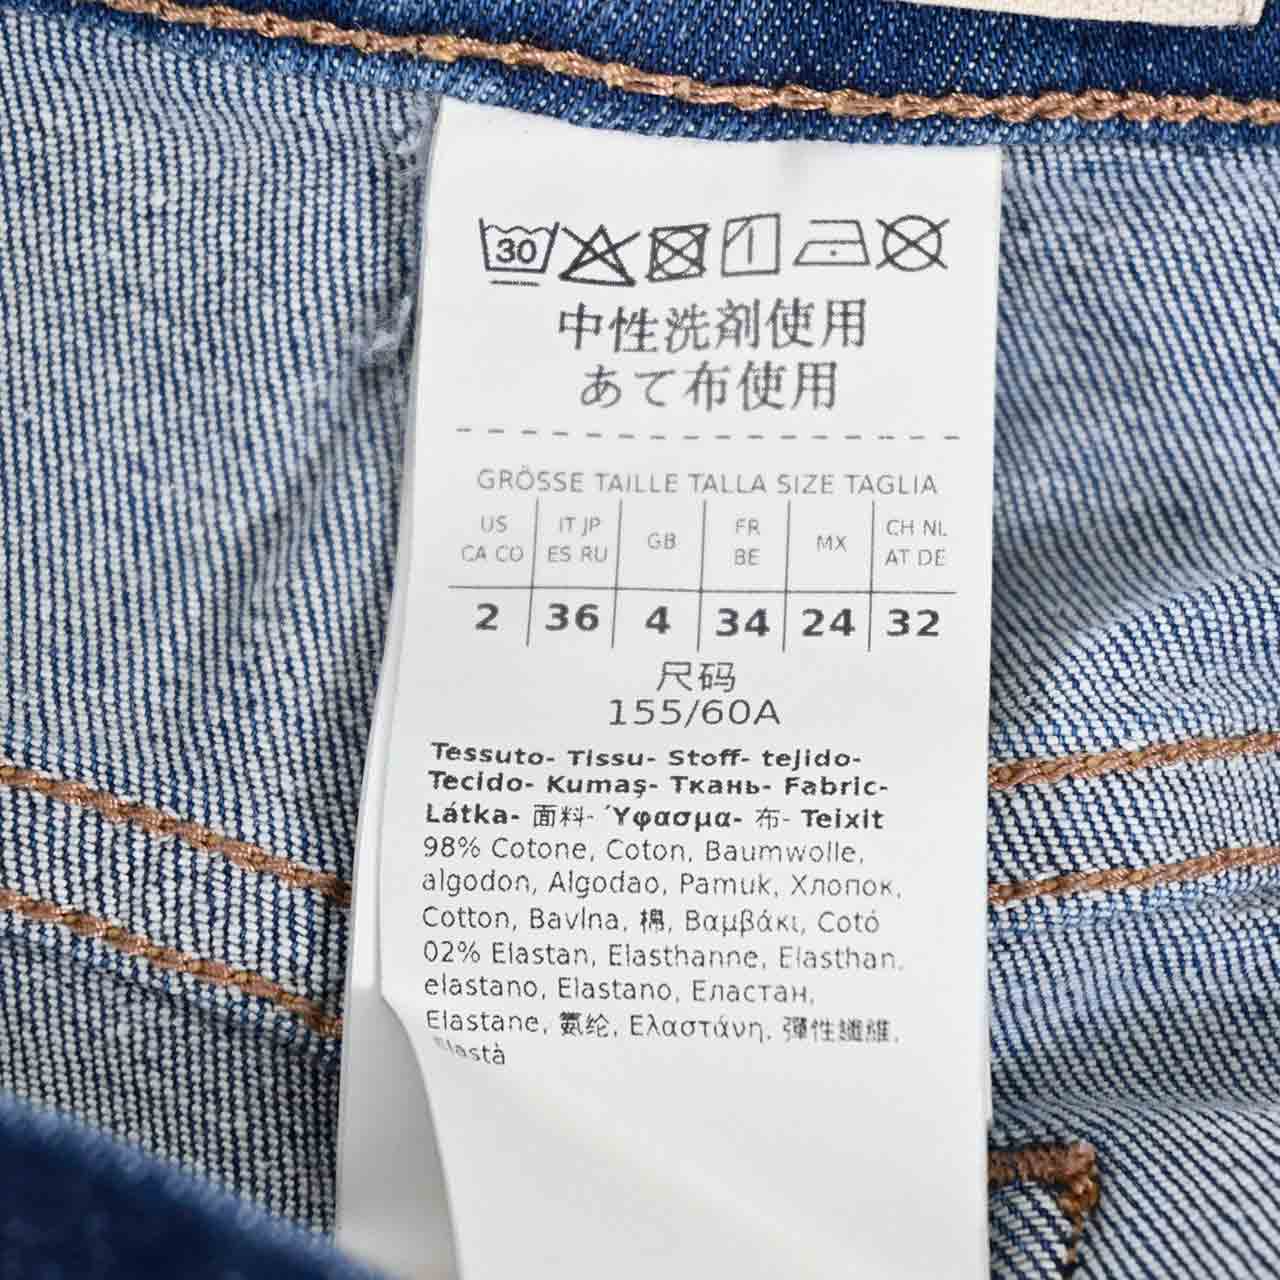 30
中性洗剤使用
あて布使用
GRÖSSE TAILLE TALLA SIZE TAGLIA
US CA CO
IT JP ES RU
GB
FR BE
MX
CH NL AT DE
2 36 4 34 24 32
尺码
155/60A
Tessuto- Tissu- Stoff- tejido-
Tecido- Kumaş- Ткань- Fabric-
Látka- 面料- Ύφασμα- 布- Teixit
98% Cotone, Coton, Baumwolle,
algodon, Algodao, Pamuk, Хлопок,
Cotton, Bavlna, 棉, Βαμβάκι, Cotó
02% Elastan, Elasthanne, Elasthan,
elastano, Elastano, Еластан,
Elastane, 氨纶, Ελαστάνη, 彈性纖維,
Elastà